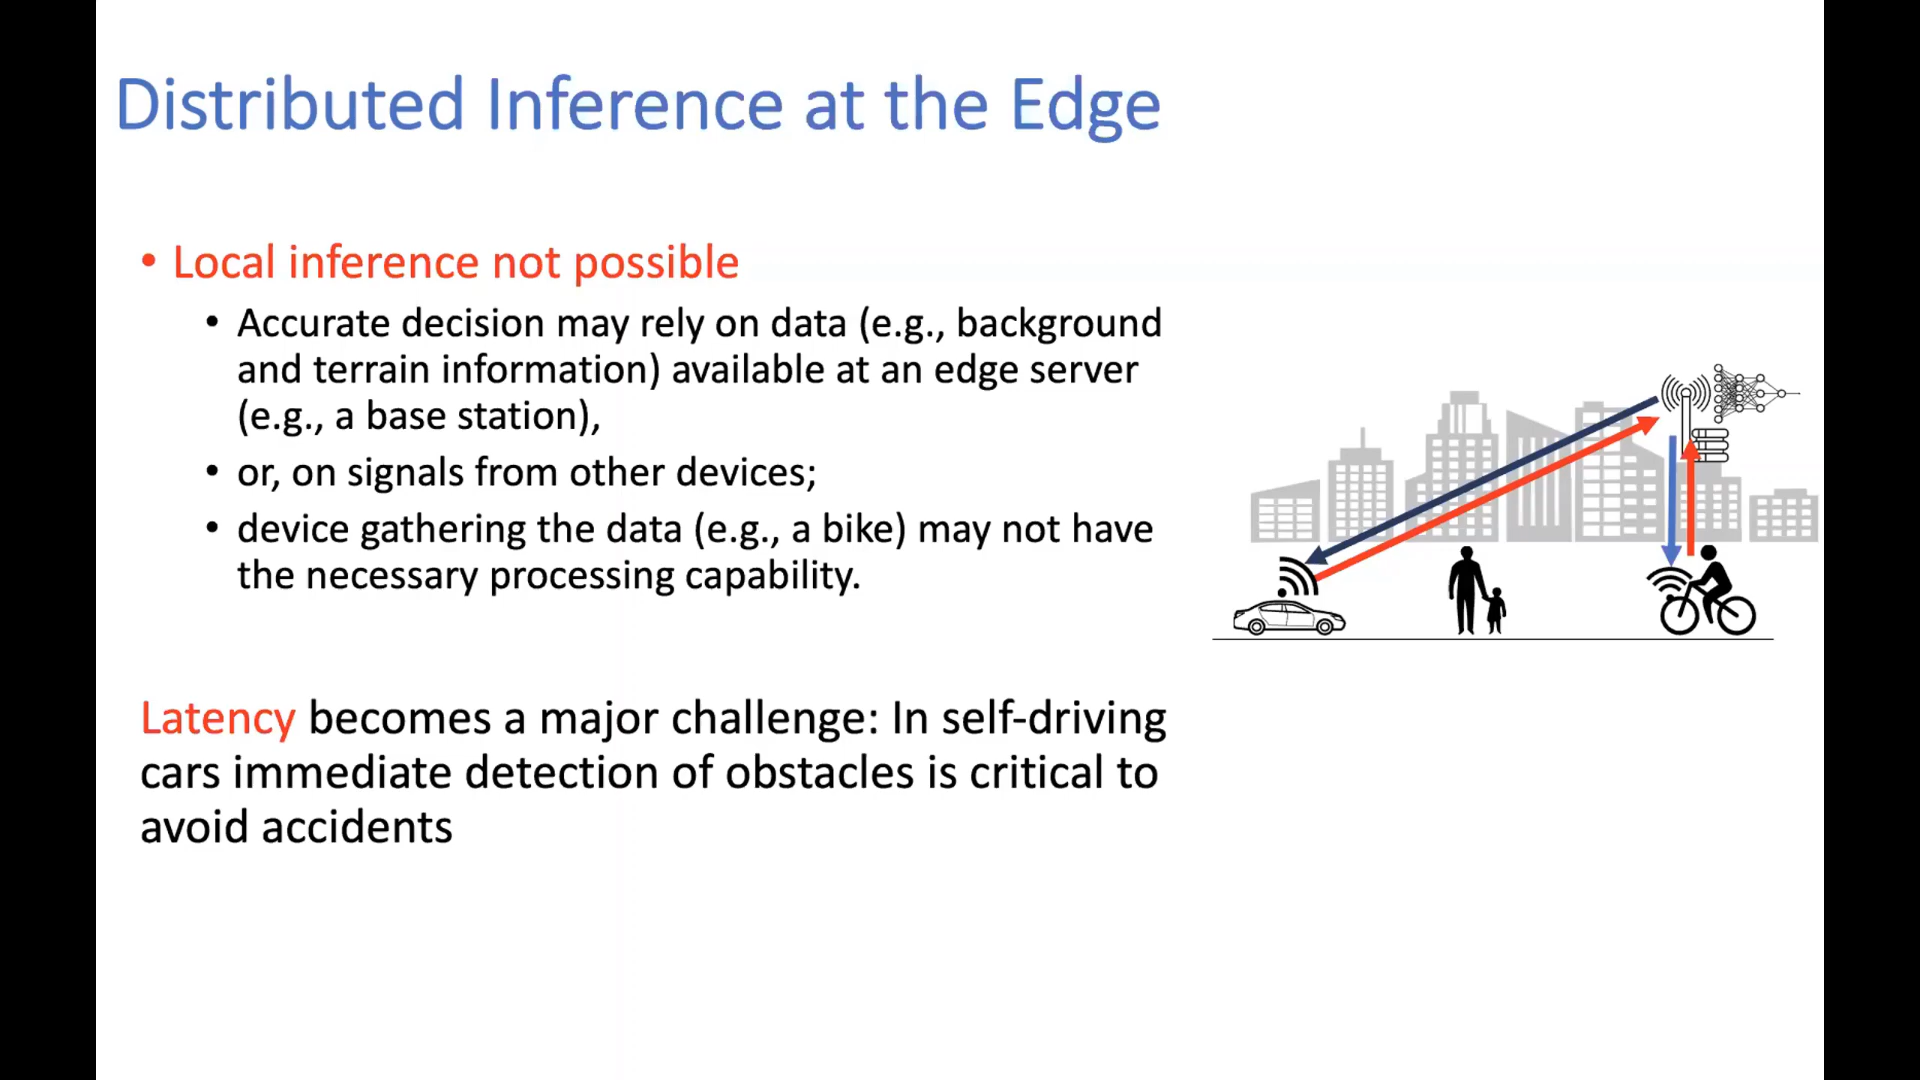 Distributed Inference at the Edge
• Local inference not possible
• Accurate decision may rely on data (e.g., background
and terrain information) available at an edge server
(e.g., a base station),
• or, on signals from other devices;
• device gathering the data (e.g., a bike) may not have
the necessary processing capability.
Latency becomes a major challenge: In self-driving
cars immediate detection of obstacles is critical to
avoid accidents